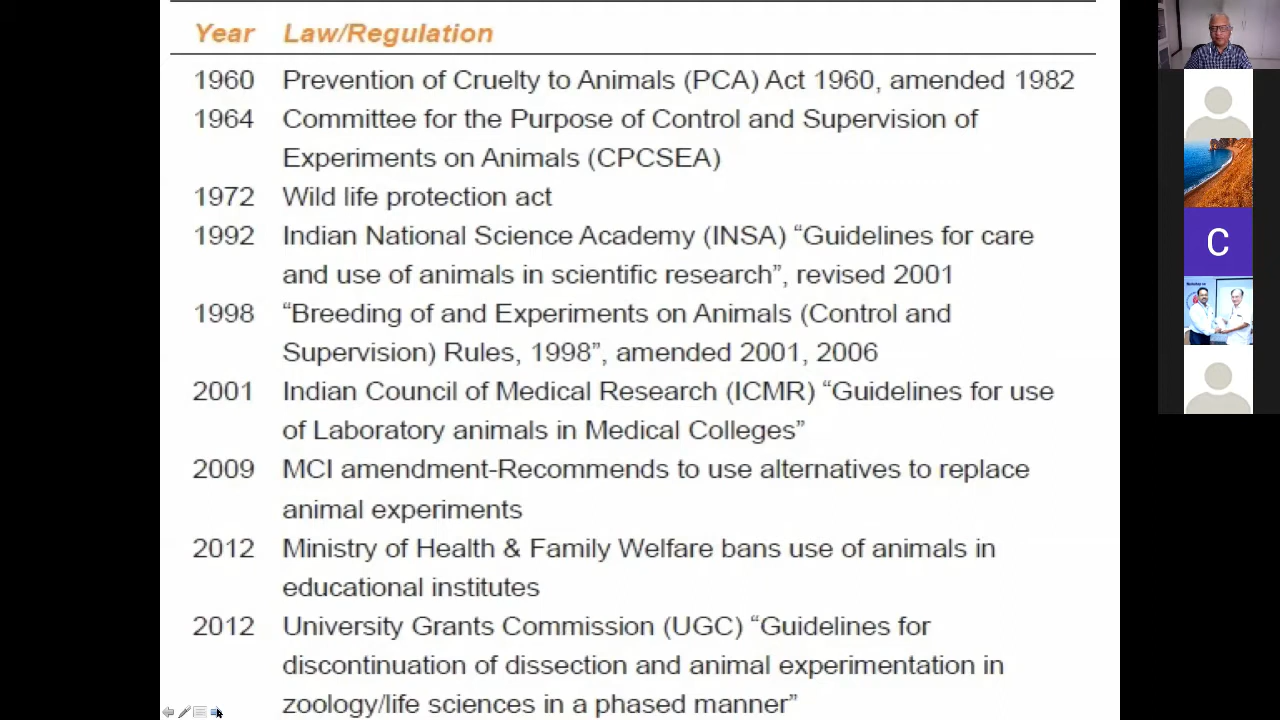 Year Law/Regulation
1960 Prevention of Cruelty to Animals (PCA) Act 1960, amended 1982
1964 Committee for the Purpose of Control and Supervision of
Experiments on Animals (CPCSEA)
1972 Wild life protection act
1992 Indian National Science Academy (INSA) “Guidelines for care
and use of animals in scientific research”, revised 2001
1998 “Breeding of and Experiments on Animals (Control and
Supervision) Rules, 1998”, amended 2001, 2006
2001 Indian Council of Medical Research (ICMR) “Guidelines for use
of Laboratory animals in Medical Colleges”
2009 MCI amendment-Recommends to use alternatives to replace
animal experiments
2012 Ministry of Health & Family Welfare bans use of animals in
educational institutes
2012 University Grants Commission (UGC) “Guidelines for
discontinuation of dissection and animal experimentation in
zoology/life sciences in a phased manner”
C